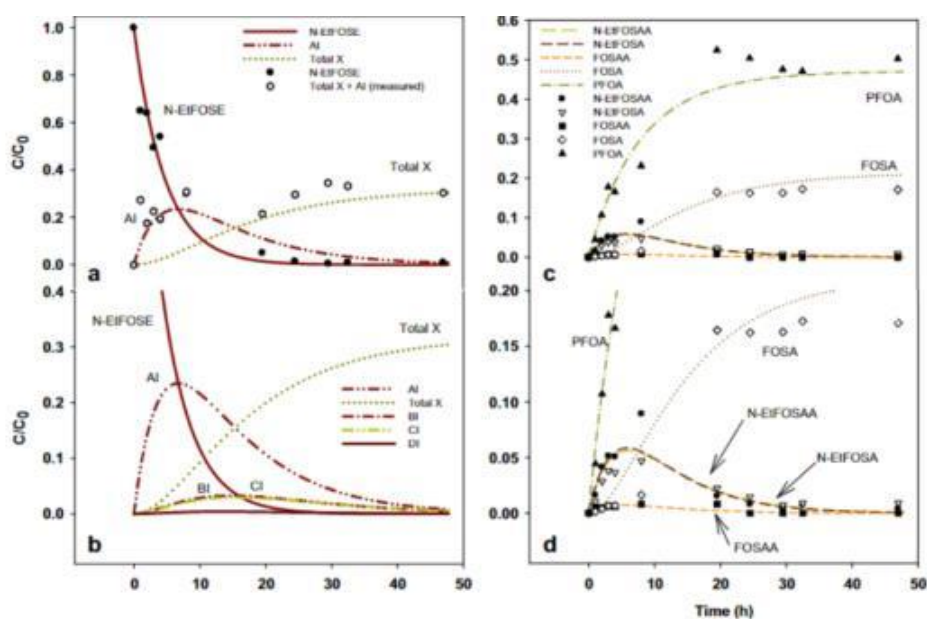 N-EtFOSE
AI
Total X
N-EtFOSE
Total X + AI (measured)
N-EtFOSE
AI
Total X
C/C0
1.0
0.8
0.6
0.4
0.2
0.0
a
N-EtFOSE
Total X
AI
AI
Total X
BI
CI
DI
BI
CI
C/C0
0.3
0.2
0.1
0.0
b
0
10
20
30
40
50
N-EtFOSAA
N-EtFOSA
FOSAA
FOSA
PFOA
N-EtFOSAA
N-EtFOSA
FOSAA
FOSA
PFOA
PFOA
FOSA
C/C0
0.6
0.5
0.4
0.3
0.2
0.1
0.0
c
PFOA
FOSA
N-EtFOSAA
N-EtFOSA
FOSAA
C/C0
0.20
0.15
0.10
0.05
0.00
d
0
10
20
30
40
50
Time (h)